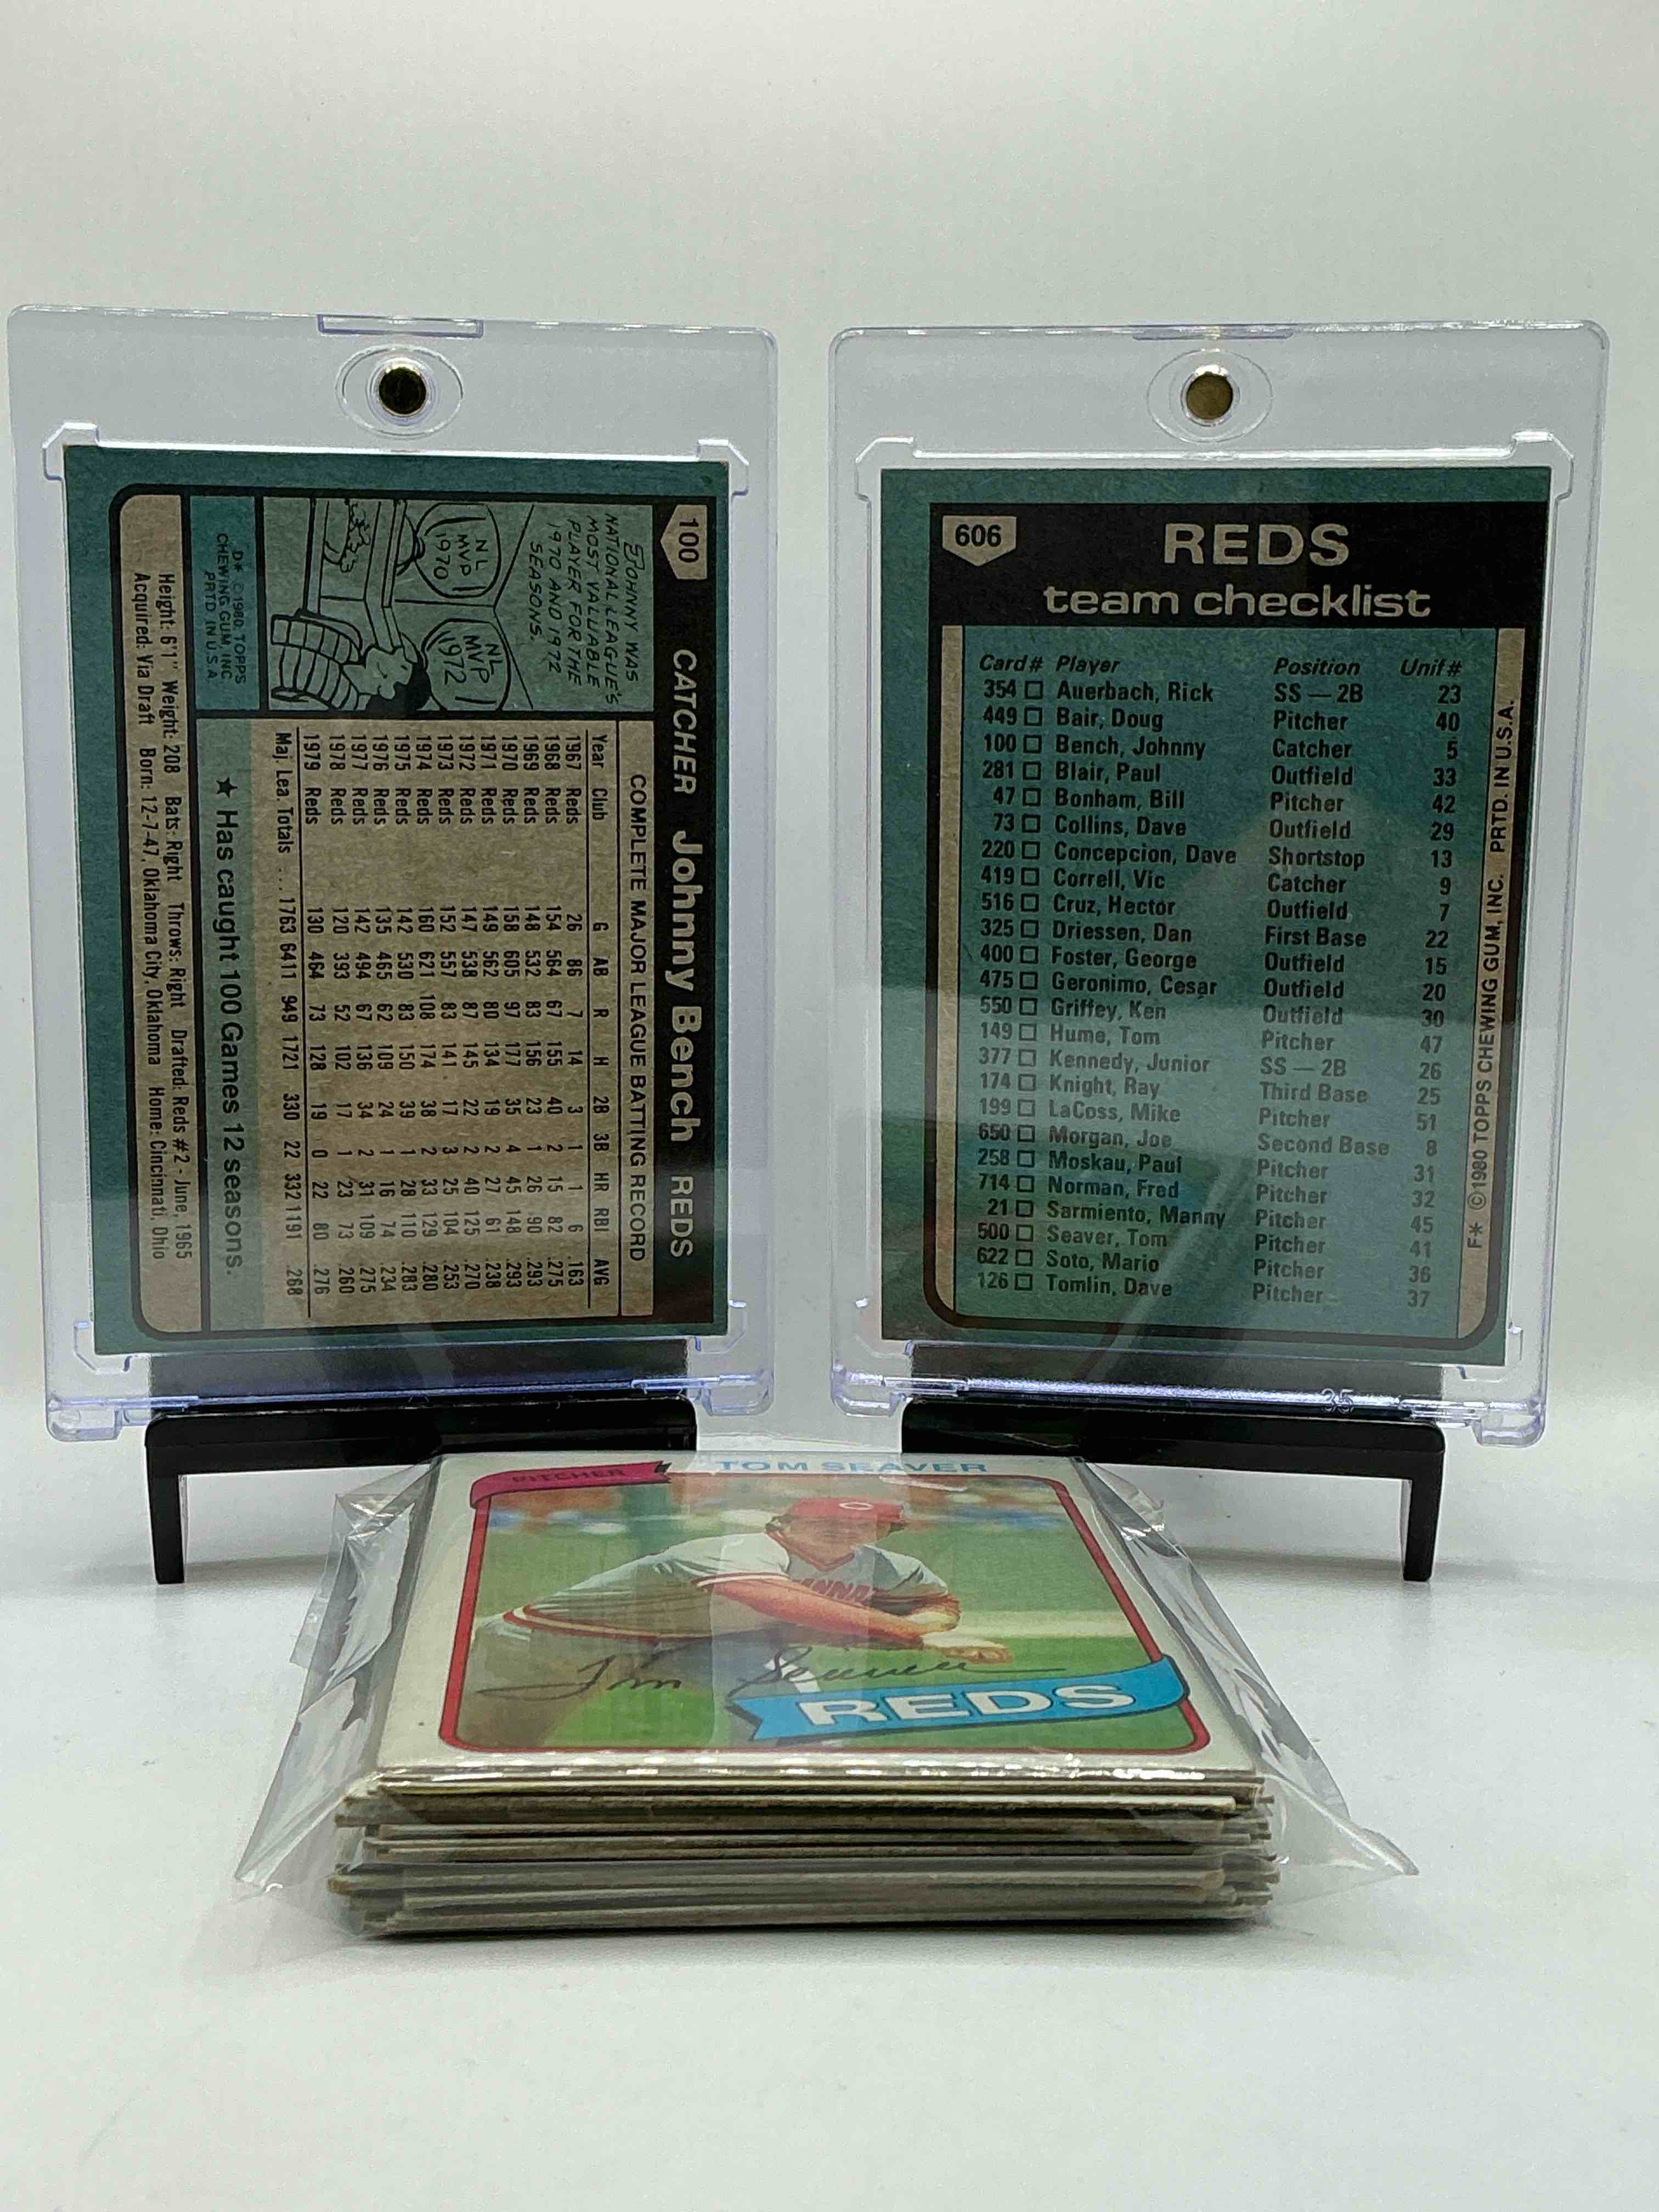 100
CATCHER Johnny Bench REDS
JOHNNY WAS
NATIONAL LEAGUE'S
MOST VALUABLE
PLAYER FOR THE
1970 AND 1972
SEASONS.
NL
MVP
1970
NL
MVP
1972
D* ©1980 TOPPS
CHEWING GUM, INC
PRTD. IN U.S.A.
COMPLETE MAJOR LEAGUE BATTING RECORD
Year Club G AB R H 2B 3B HR RBI AVG
1967 Reds 26 86 7 14 3 1 1 6 .163
1968 Reds 154 564 67 155 40 2 15 82 .275
1969 Reds 148 532 83 156 23 1 26 90 .293
1970 Reds 158 605 97 177 35 4 45 148 .293
1971 Reds 149 562 80 134 19 2 27 61 .238
1972 Reds 147 538 87 145 22 2 40 125 .270
1973 Reds 152 557 83 141 17 3 25 104 .253
1974 Reds 160 621 108 174 38 2 33 129 .280
1975 Reds 142 530 83 150 39 1 28 110 .283
1976 Reds 135 465 62 109 24 1 16 74 .234
1977 Reds 142 494 67 136 34 2 31 109 .275
1978 Reds 120 393 52 102 17 1 23 73 .260
1979 Reds 130 464 73 128 19 0 22 80 .276
Maj. Lea. Totals ... 1763 6411 949 1721 330 22 332 1191 .268
★ Has caught 100 Games 12 seasons.
Height: 6'1" Weight: 208 Bats: Right Throws: Right Drafted: Reds #2 - June, 1965
Acquired: Via Draft Born: 12-7-47, Oklahoma City, Oklahoma Home: Cincinnati, Ohio
606
REDS
team checklist
Card# Player Position Unif#
354 □ Auerbach, Rick SS — 2B 23
449 □ Bair, Doug Pitcher 40
100 □ Bench, Johnny Catcher 5
281 □ Blair, Paul Outfield 33
47 □ Bonham, Bill Pitcher 42
73 □ Collins, Dave Outfield 29
220 □ Concepcion, Dave Shortstop 13
419 □ Correll, Vic Catcher 9
516 □ Cruz, Hector Outfield 7
325 □ Driessen, Dan First Base 22
400 □ Foster, George Outfield 15
475 □ Geronimo, Cesar Outfield 20
550 □ Griffey, Ken Outfield 30
149 □ Hume, Tom Pitcher 47
377 □ Kennedy, Junior SS — 2B 26
174 □ Knight, Ray Third Base 25
199 □ LaCoss, Mike Pitcher 51
650 □ Morgan, Joe Second Base 8
258 □ Moskau, Paul Pitcher 31
714 □ Norman, Fred Pitcher 32
21 □ Sarmiento, Manny Pitcher 45
500 □ Seaver, Tom Pitcher 41
622 □ Soto, Mario Pitcher 36
126 □ Tomlin, Dave Pitcher 37
F* ©1980 TOPPS CHEWING GUM, INC. PRTD. IN U.S.A.
35
PITCHER
TOM SEAVER
Tom Seaver
REDS